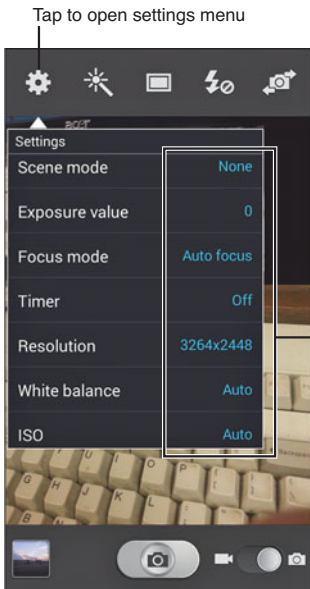 Tap to open settings menu
acer
Settings
Scene mode None
Exposure value 0
Focus mode Auto focus
Timer Off
Resolution 3264x2448
White balance Auto
ISO Auto
U I O P
G H J K L
B N